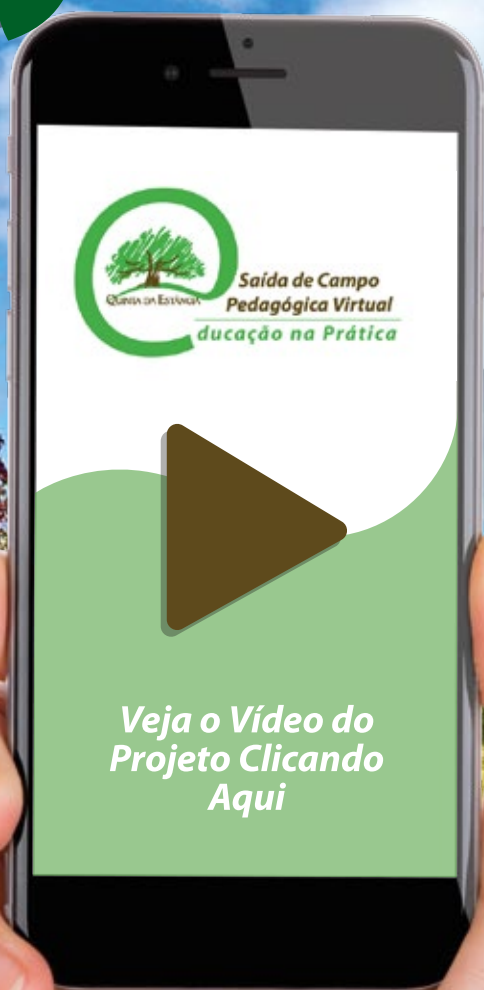 Quinta da Estância
Saída de Campo
Pedagógica Virtual
ducação na Prática
Veja o Vídeo do
Projeto Clicando
Aqui